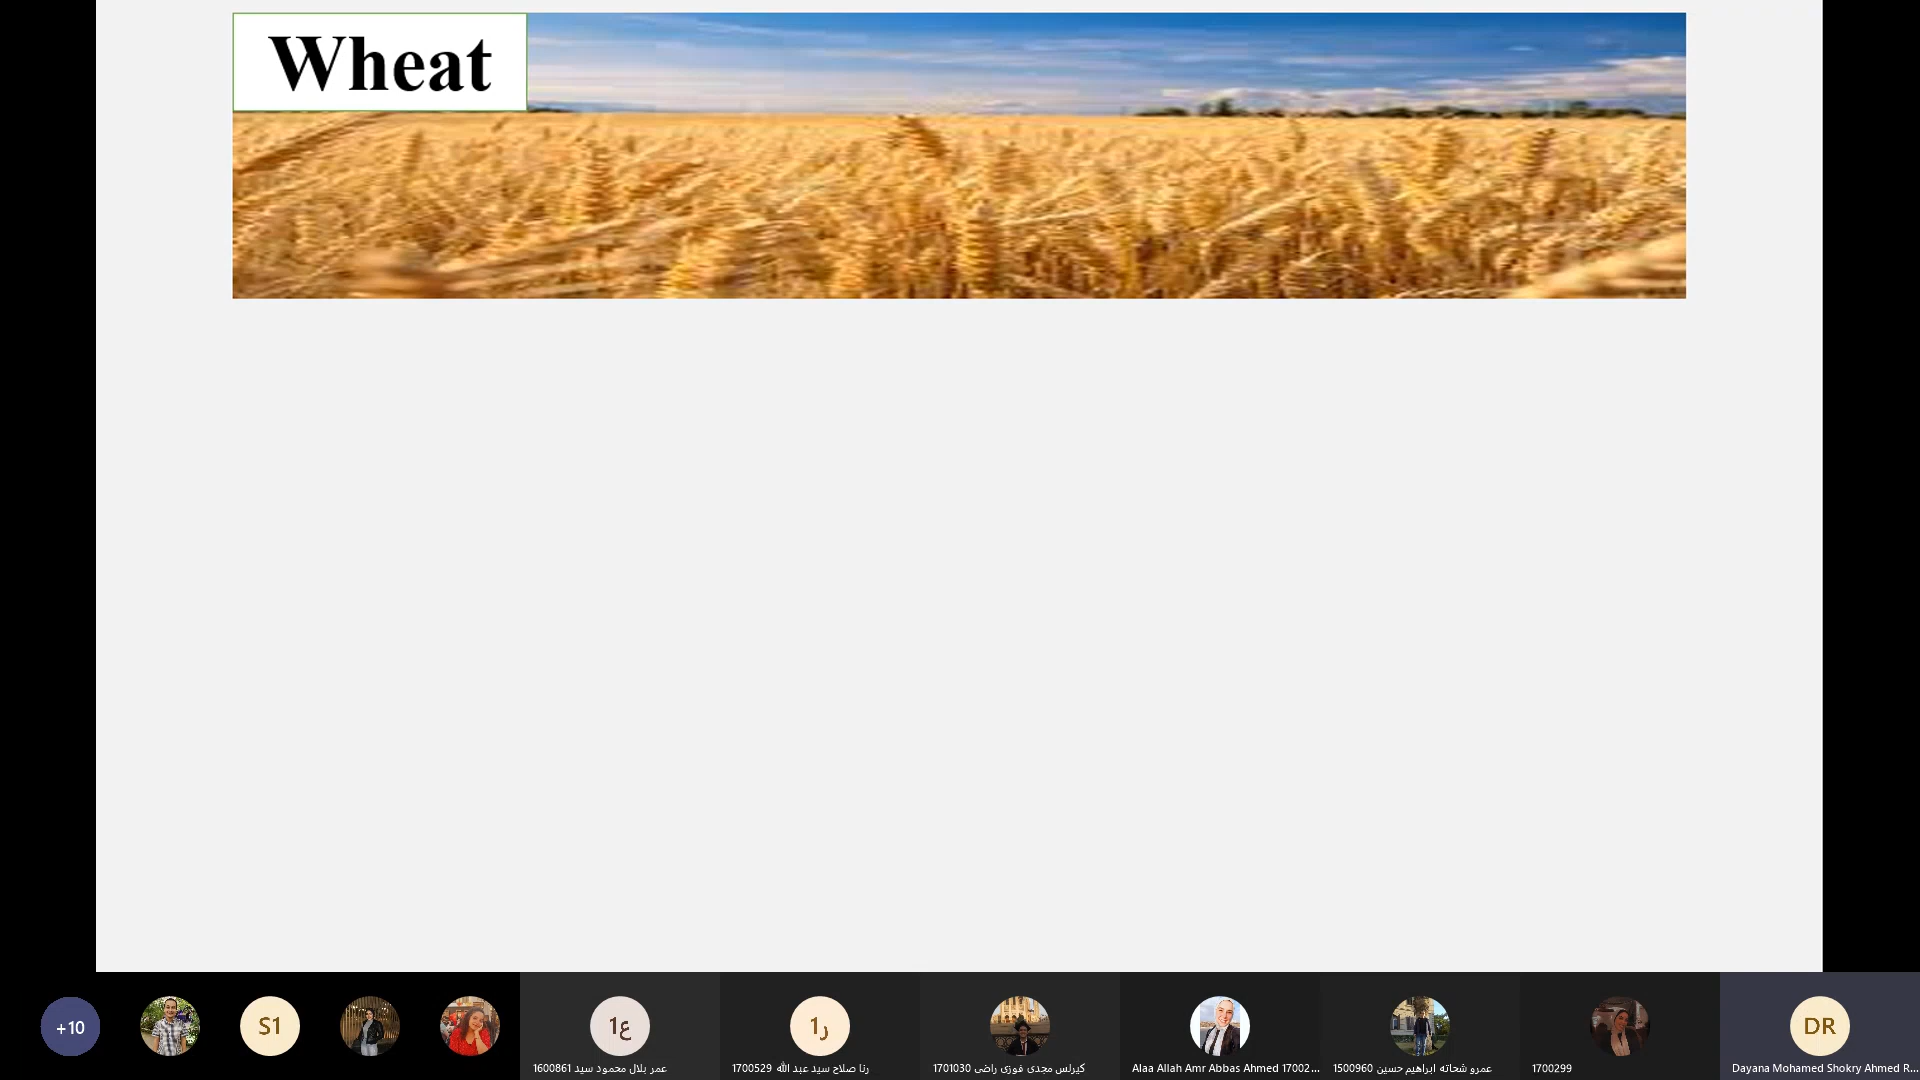 Wheat
+10
S1
ع1
ر1
DR
عمر بلال محمود سيد 1600861
رنا صلاح سيد عبد الله 1700529
كيرلس مجدى فوزى راضى 1701030
Alaa Allah Amr Abbas Ahmed 17002...
عمرو شحاته ابراهيم حسين 1500960
1700299
Dayana Mohamed Shokry Ahmed R...